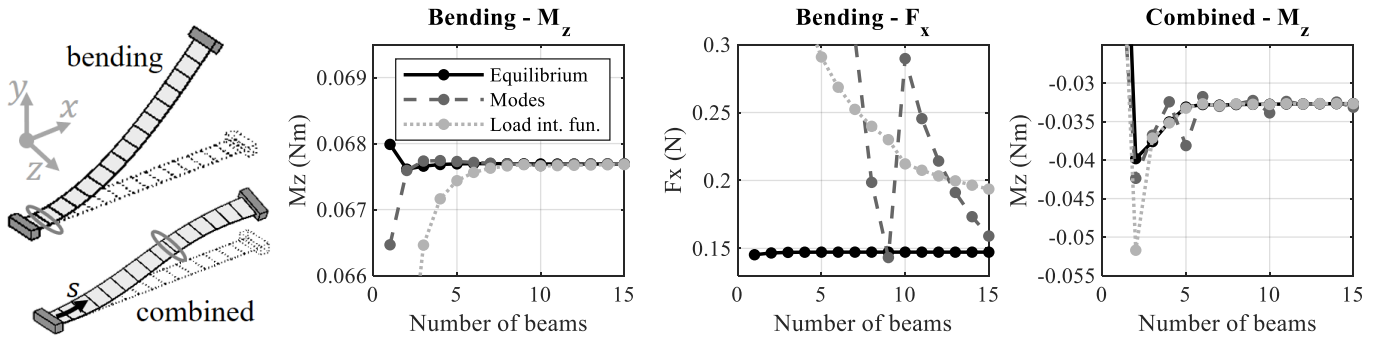 bending
y
x
z
s
combined
Bending - Mz
0.069
0.068
0.067
0.066
Mz (Nm)
Equilibrium
Modes
Load int. fun.
0 5 10 15
Number of beams
Bending - Fx
0.3
0.25
0.2
0.15
Fx (N)
0 5 10 15
Number of beams
Combined - Mz
-0.03
-0.035
-0.04
-0.045
-0.05
-0.055
Mz (Nm)
0 5 10 15
Number of beams